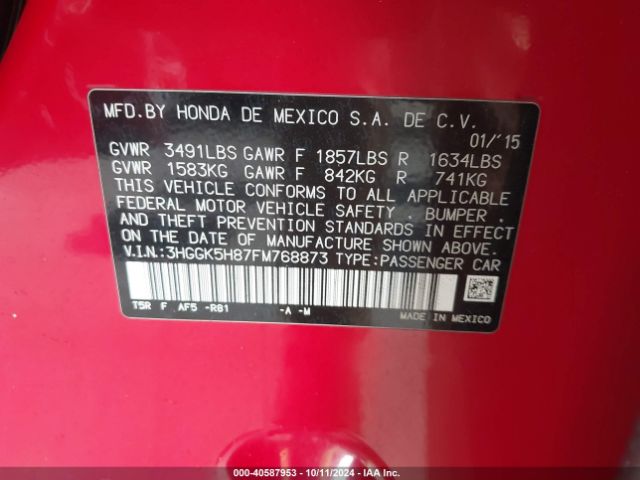 MFD.BY HONDA DE MEXICO S.A. DE C.V.
01/'15
GVWR 3491LBS GAWR F 1857LBS R 1634LBS
GVWR 1583KG GAWR F 842KG R 741KG
THIS VEHICLE CONFORMS TO ALL APPLICABLE
FEDERAL MOTOR VEHICLE SAFETY . BUMPER .
AND THEFT PREVENTION STANDARDS IN EFFECT
ON THE DATE OF MANUFACTURE SHOWN ABOVE.
V.I.N.:3HGGK5H87FM768873 TYPE:PASSENGER CAR
T5R F AF5 -R81 -A -M
MADE IN MEXICO
000-40587953 - 10/11/2024 - IAA Inc.